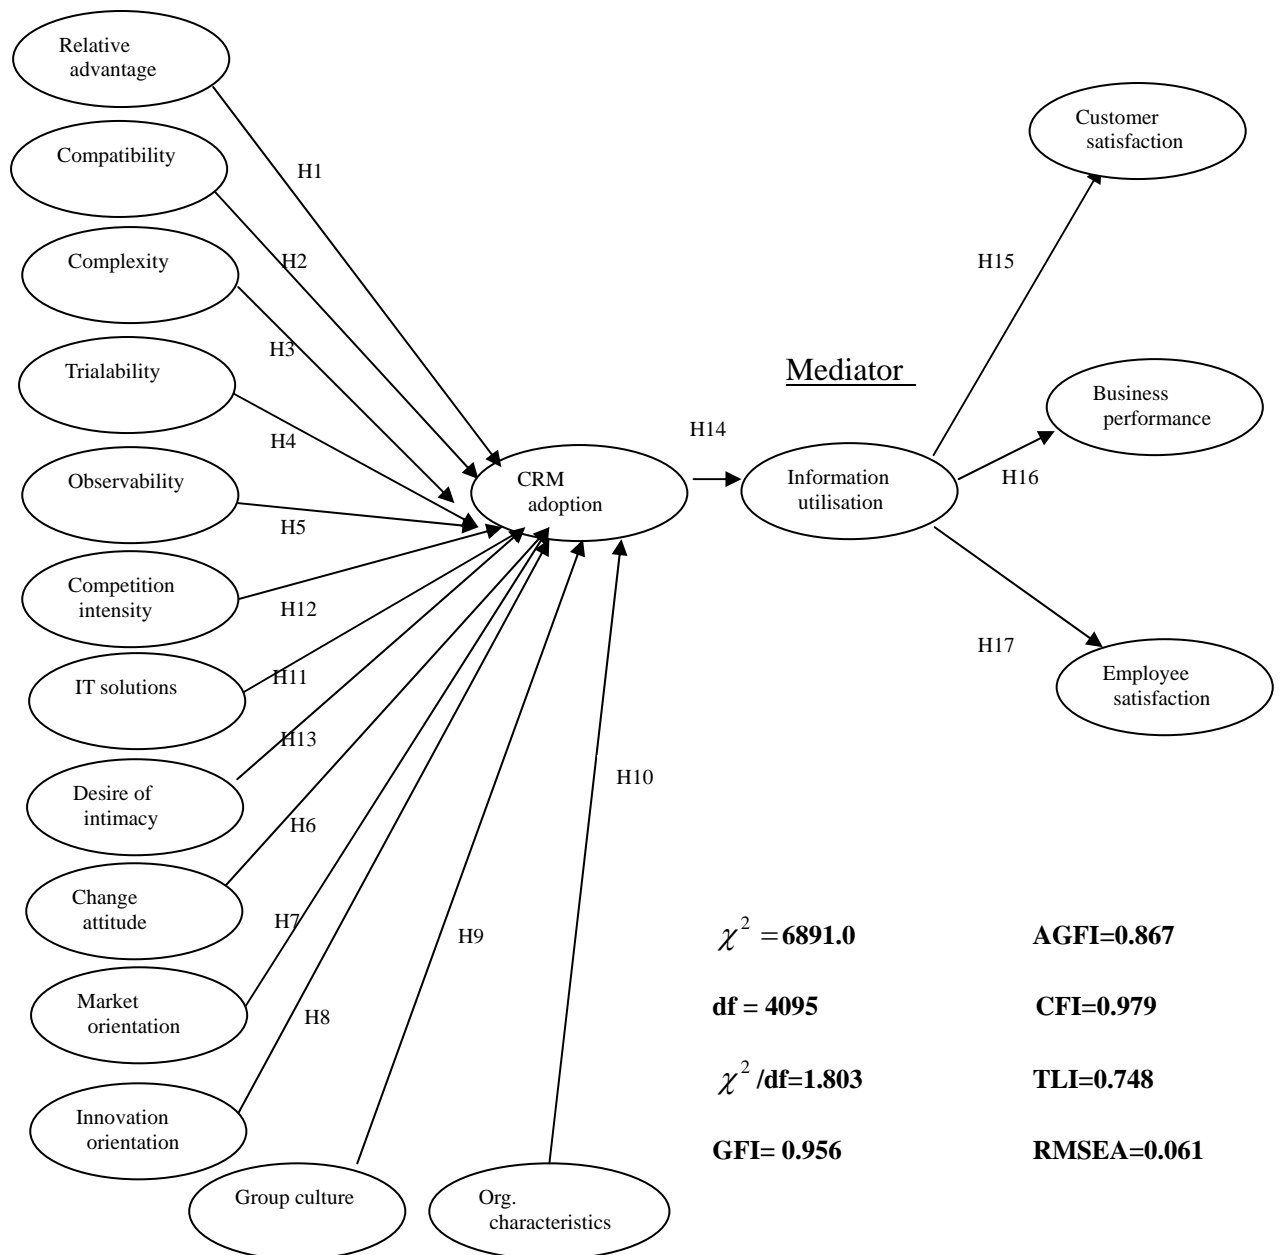 Relative
advantage
Compatibility
Complexity
Trialability
Observability
Competition
intensity
IT solutions
Desire of
intimacy
Change
attitude
Market
orientation
Innovation
orientation
Group culture
Org.
characteristics
H1
H2
H3
H4
H5
H12
H11
H13
H6
H7
H8
H9
H10
CRM
adoption
H14
Mediator
Information
utilisation
H15
H16
H17
Customer
satisfaction
Business
performance
Employee
satisfaction
χ² = 6891.0
df = 4095
χ² /df=1.803
GFI= 0.956
AGFI=0.867
CFI=0.979
TLI=0.748
RMSEA=0.061